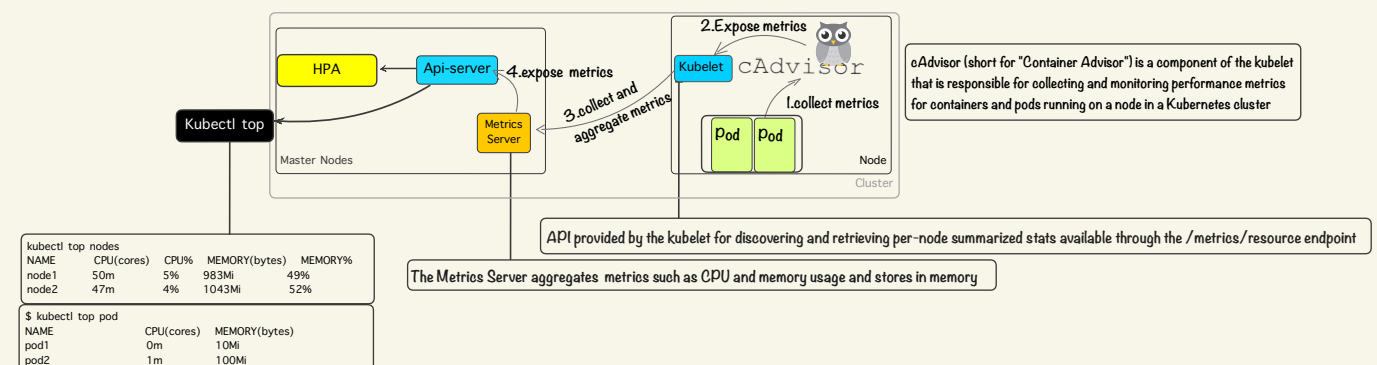 2.Expose metrics
HPA
Api-server
4.expose metrics
Kubelet
cAdvisor
cAdvisor (short for "Container Advisor") is a component of the kubelet
that is responsible for collecting and monitoring performance metrics
for containers and pods running on a node in a Kubernetes cluster
3.collect and
aggregate metrics
1.collect metrics
Kubectl top
Metrics
Server
Pod
Pod
Master Nodes
Node
Cluster
API provided by the kubelet for discovering and retrieving per-node summarized stats available through the /metrics/resource endpoint
The Metrics Server aggregates metrics such as CPU and memory usage and stores in memory
kubectl top nodes
NAME CPU(cores) CPU% MEMORY(bytes) MEMORY%
node1 50m 5% 983Mi 49%
node2 47m 4% 1043Mi 52%
$ kubectl top pod
NAME CPU(cores) MEMORY(bytes)
pod1 0m 10Mi
pod2 1m 100Mi